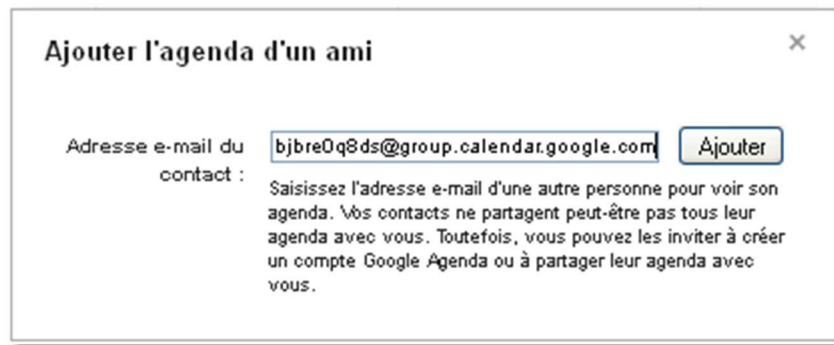 Ajouter l'agenda d'un ami
×
Adresse e-mail du
contact :
bjbre0q8ds@group.calendar.google.com
Ajouter
Saisissez l'adresse e-mail d'une autre personne pour voir son
agenda. Vos contacts ne partagent peut-être pas tous leur
agenda avec vous. Toutefois, vous pouvez les inviter à créer
un compte Google Agenda ou à partager leur agenda avec
vous.